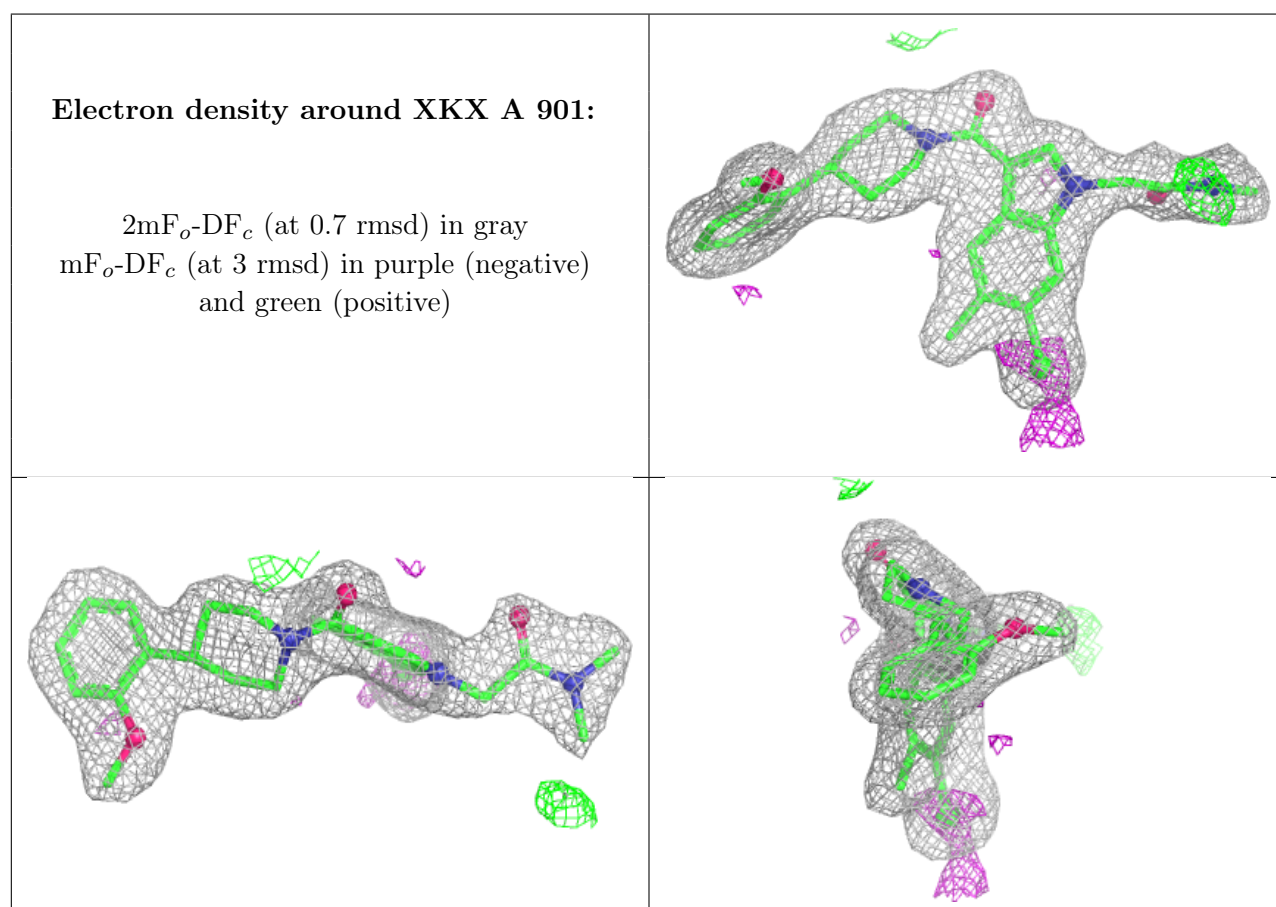 Electron density around XKX A 901:
2mFo-DFc (at 0.7 rmsd) in gray
mFo-DFc (at 3 rmsd) in purple (negative)
and green (positive)